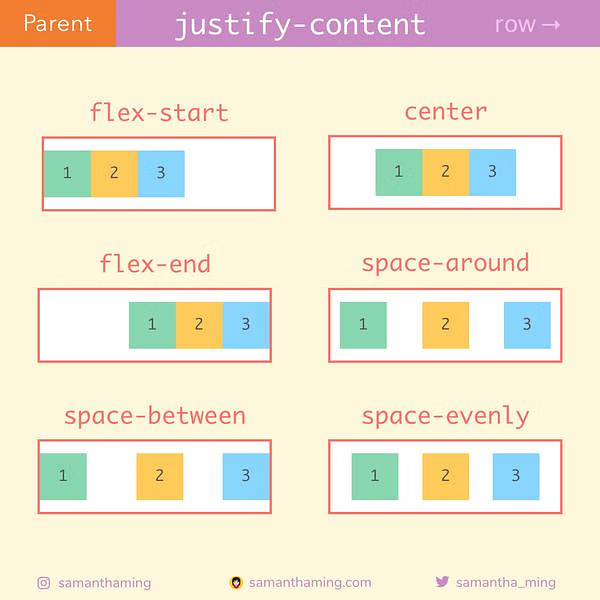 Parent justify-content row →
flex-start
1 2 3
center
1 2 3
flex-end
1 2 3
space-around
1 2 3
space-between
1 2 3
space-evenly
1 2 3
samanthaming samanthaming.com samantha_ming